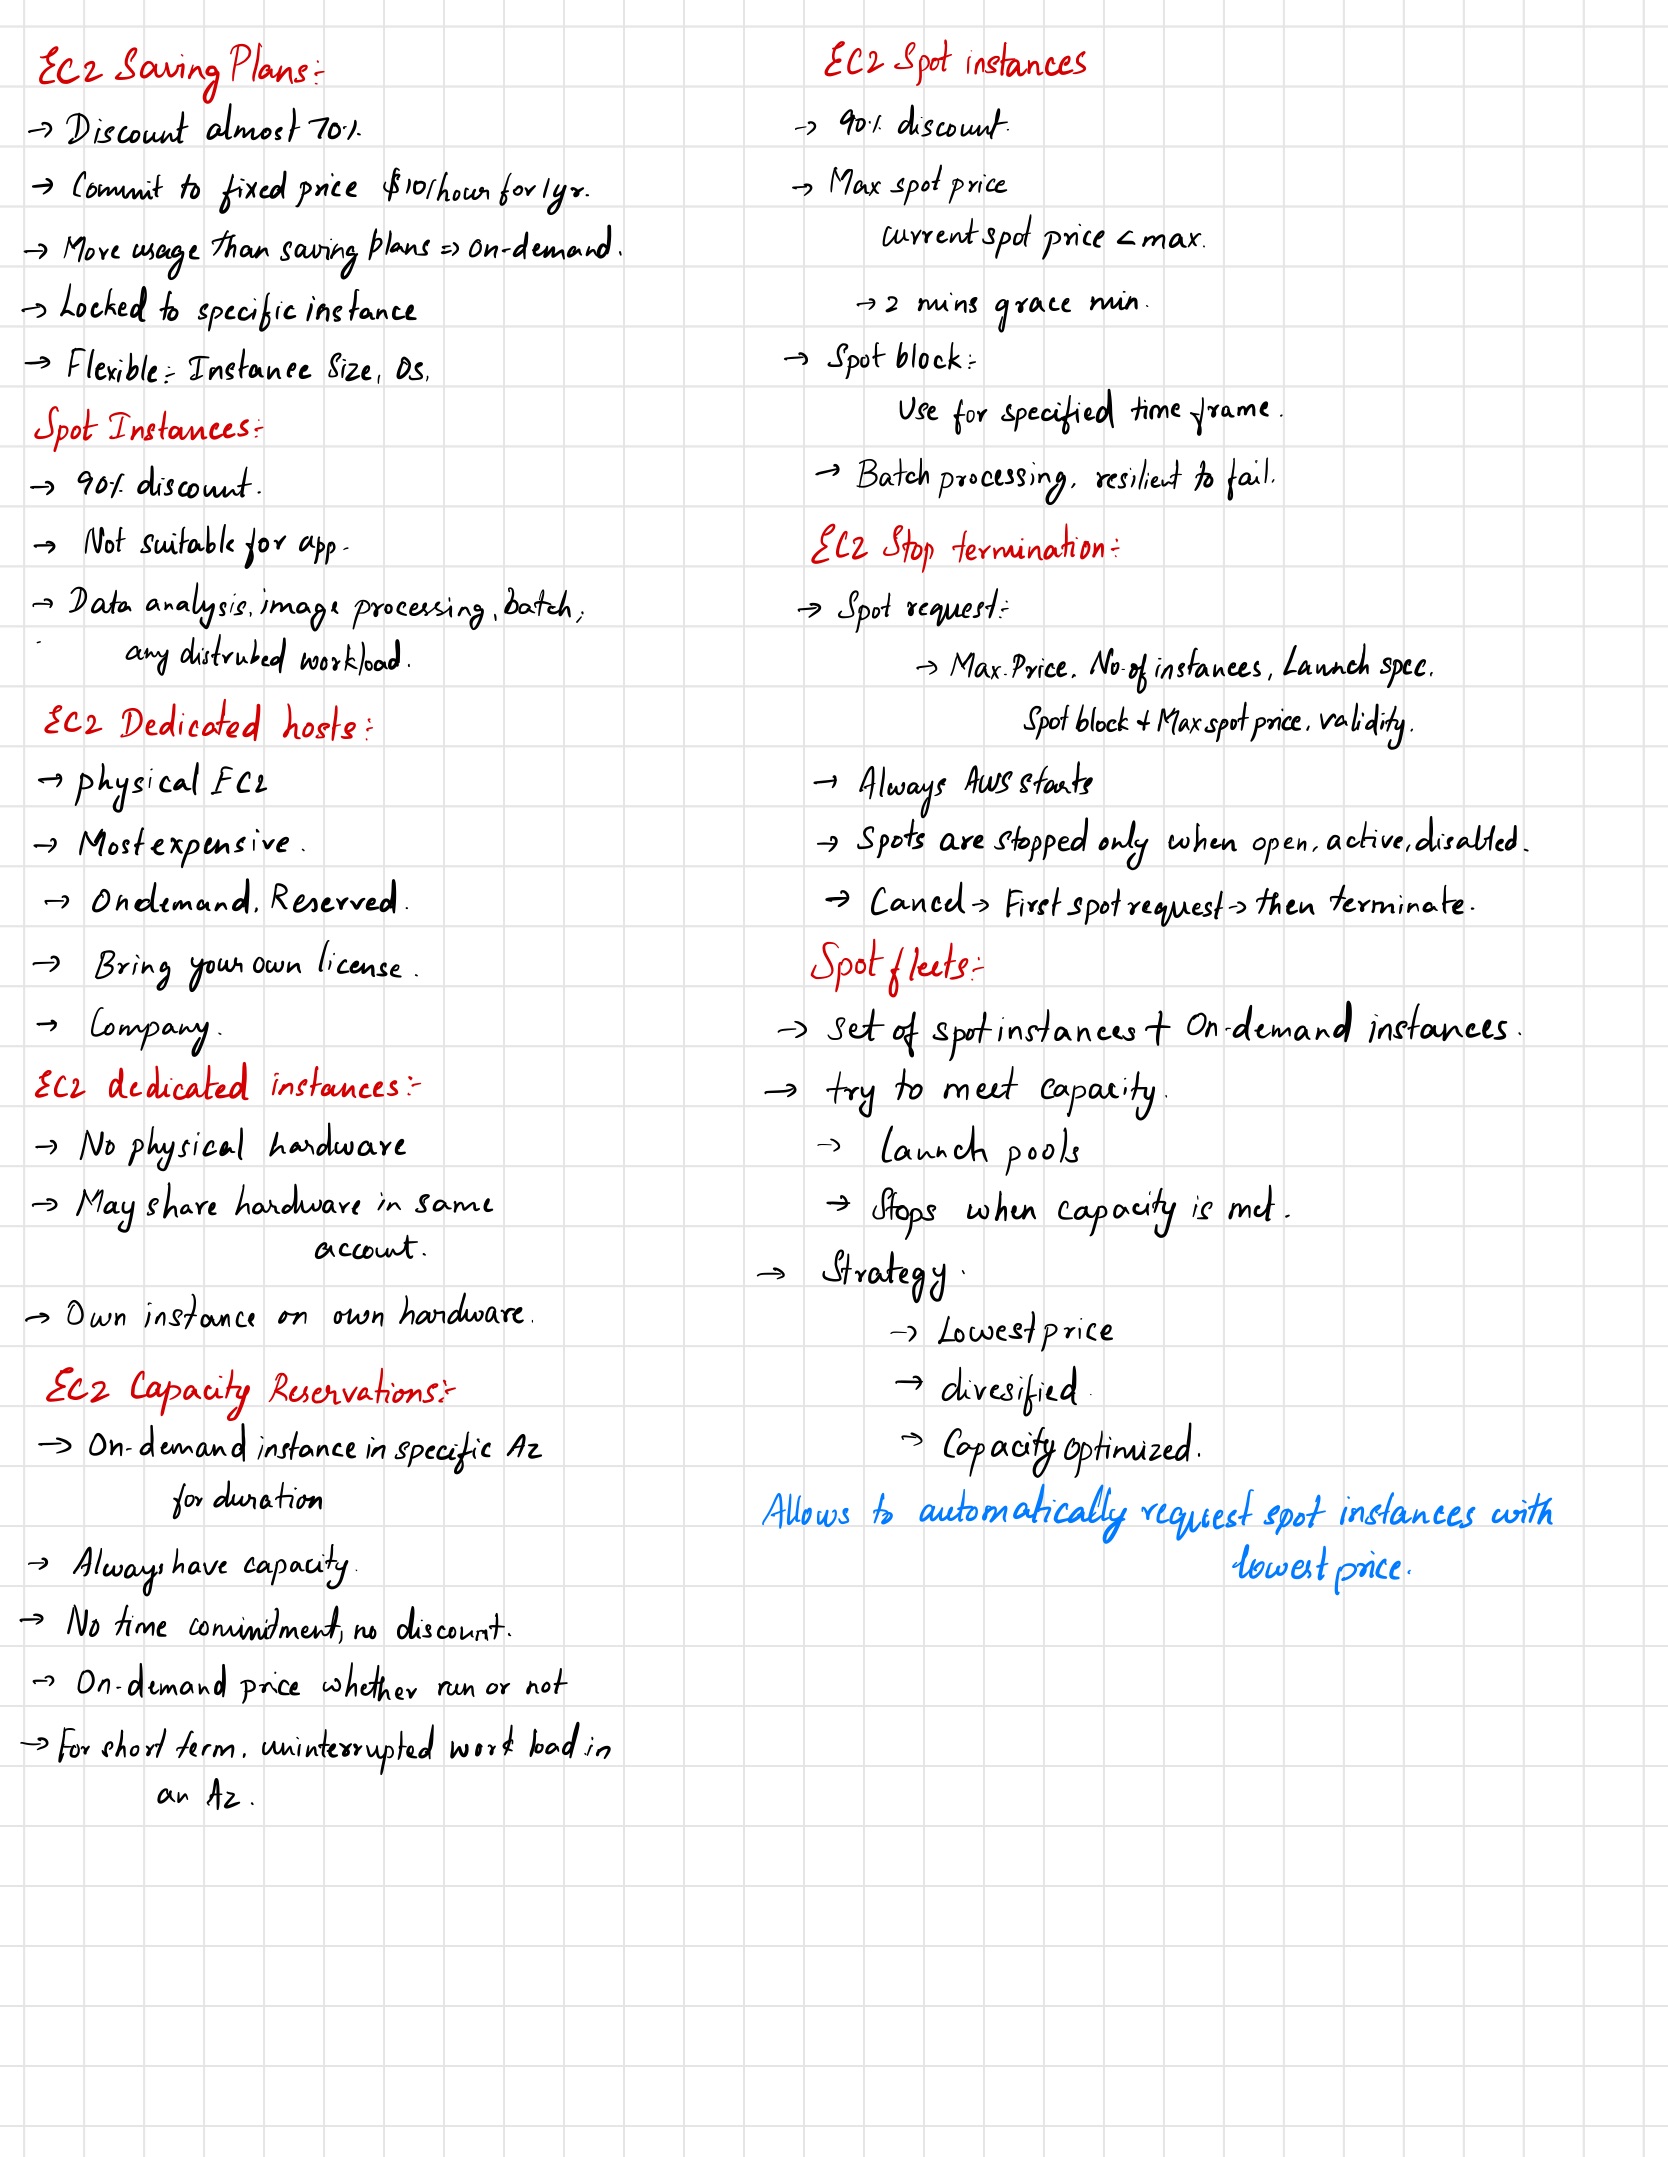 EC2 Saving Plans:-
→ Discount almost 70%
→ Commit to fixed price $10/hour for 1yr.
→ More usage than saving plans => on-demand.
→ Locked to specific instance
→ Flexible:- Instance Size, Os,
Spot Instances:-
→ 90% discount.
→ Not suitable for app.
→ Data analysis, image processing, batch,
any distrubed workload.
EC2 Dedicated hosts:-
→ physical EC2
→ Most expensive.
→ On demand, Reserved.
→ Bring your own license.
→ Company.
EC2 dedicated instances:-
→ No physical hardware
→ May share hardware in same
account.
→ Own instance on own hardware.
EC2 Capacity Reservations:-
→ On-demand instance in specific Az
for duration
→ Always have capacity.
→ No time commitment, no discount.
→ On-demand price whether run or not
→ For short term, uninterrupted work load in
an Az.
EC2 Spot instances
→ 90% discount.
→ Max spot price
current spot price < max.
→ 2 mins grace min.
→ Spot block:-
Use for specified time frame.
→ Batch processing, resilient to fail.
EC2 Stop termination:-
→ Spot request:-
→ Max. Price, No. of instances, Launch spec.
Spot block + Max spot price, validity.
→ Always AWS starts
→ Spots are stopped only when open, active, disabled.
→ Cancel → First spot request → then terminate.
Spot fleets:-
→ set of spot instances + On-demand instances.
→ try to meet capacity.
→ launch pools
→ Stops when capacity is met.
→ Strategy.
→ Lowest price
→ divesified
→ Capacity optimized.
Allows to automatically request spot instances with
lowest price.